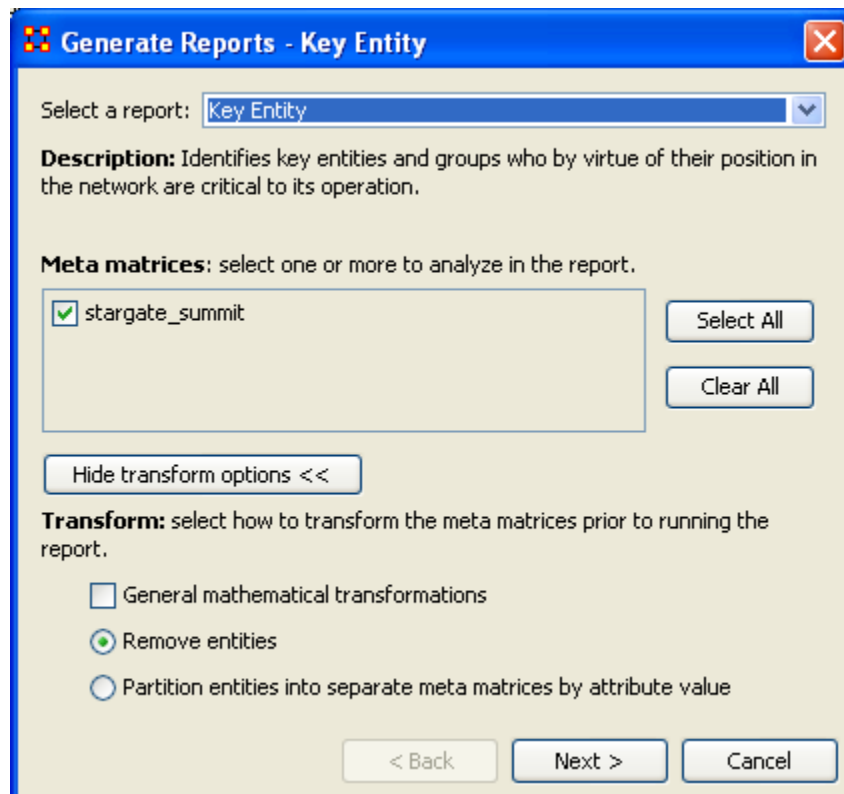 Generate Reports - Key Entity
Select a report: Key Entity
Description: Identifies key entities and groups who by virtue of their position in
the network are critical to its operation.
Meta matrices: select one or more to analyze in the report.
stargate_summit
Select All
Clear All
Hide transform options <<
Transform: select how to transform the meta matrices prior to running the
report.
General mathematical transformations
Remove entities
Partition entities into separate meta matrices by attribute value
< Back
Next >
Cancel